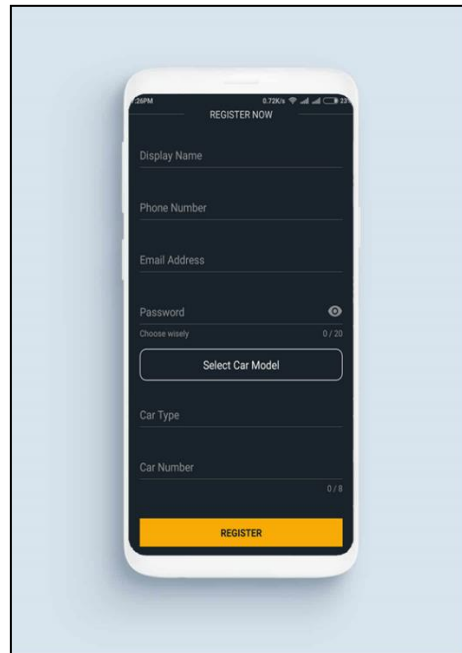 :26PM 0.72K/s 23%
REGISTER NOW
Display Name
Phone Number
Email Address
Password
Choose wisely 0 / 20
Select Car Model
Car Type
Car Number
0 / 8
REGISTER